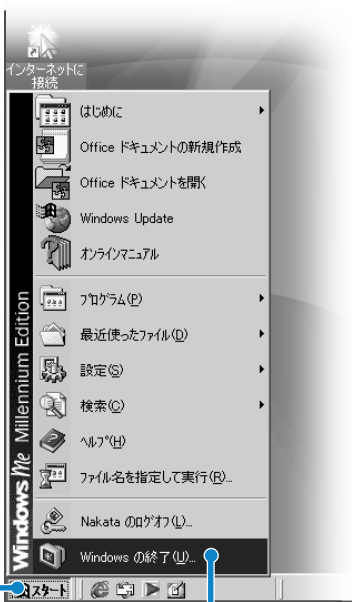 インターネットに
接続
はじめに
Office ドキュメントの新規作成
Office ドキュメントを開く
Windows Update
オンラインマニュアル
プログラム(P)
最近使ったファイル(D)
設定(S)
検索(C)
ヘルプ(H)
ファイル名を指定して実行(R)...
Nakata のログオフ(L)...
Windows の終了(U)...
Windows Me Millennium Edition
スタート